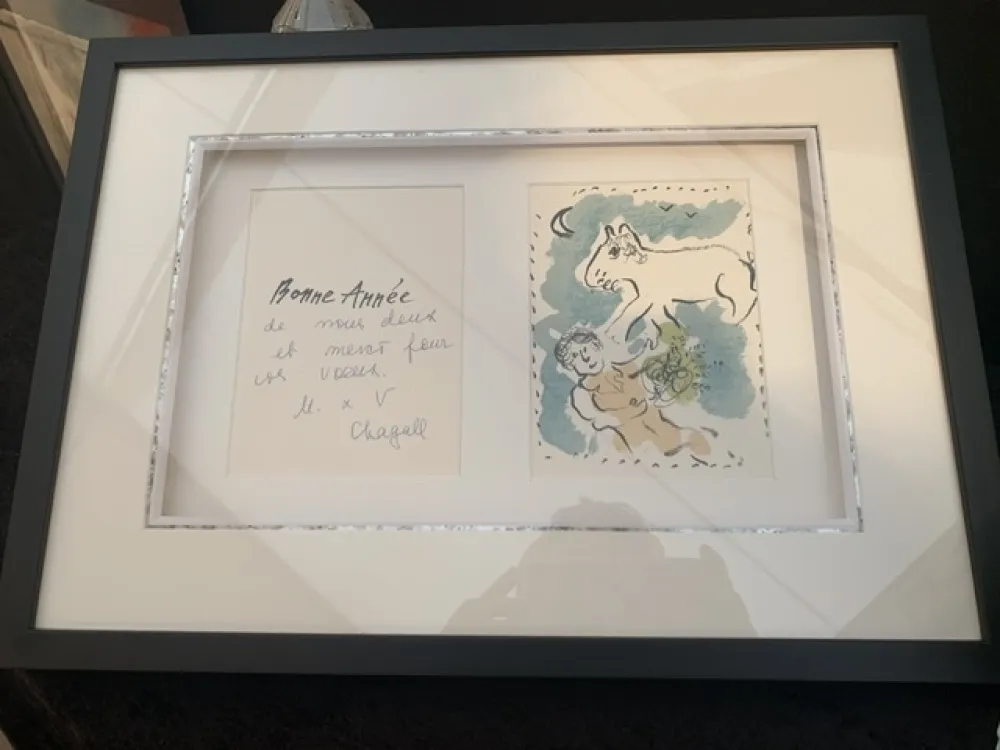 Bonne Année
de nous deux
et merci pour
vos voeux.
M. x V
Chagall